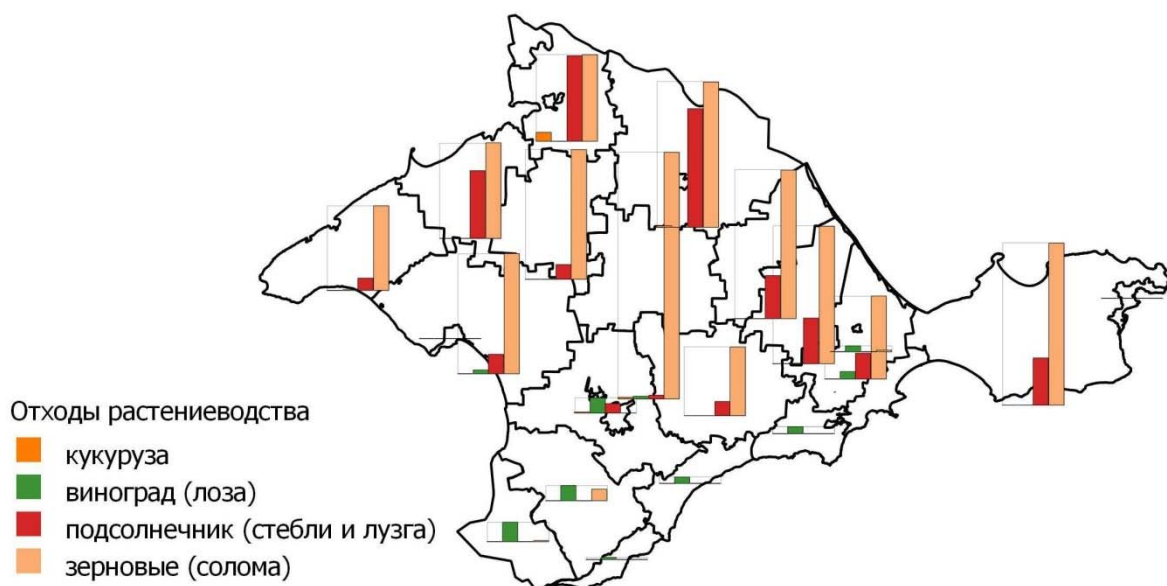 Отходы растениеводства
кукуруза
виноград (лоза)
подсолнечник (стебли и лузга)
зерновые (солома)